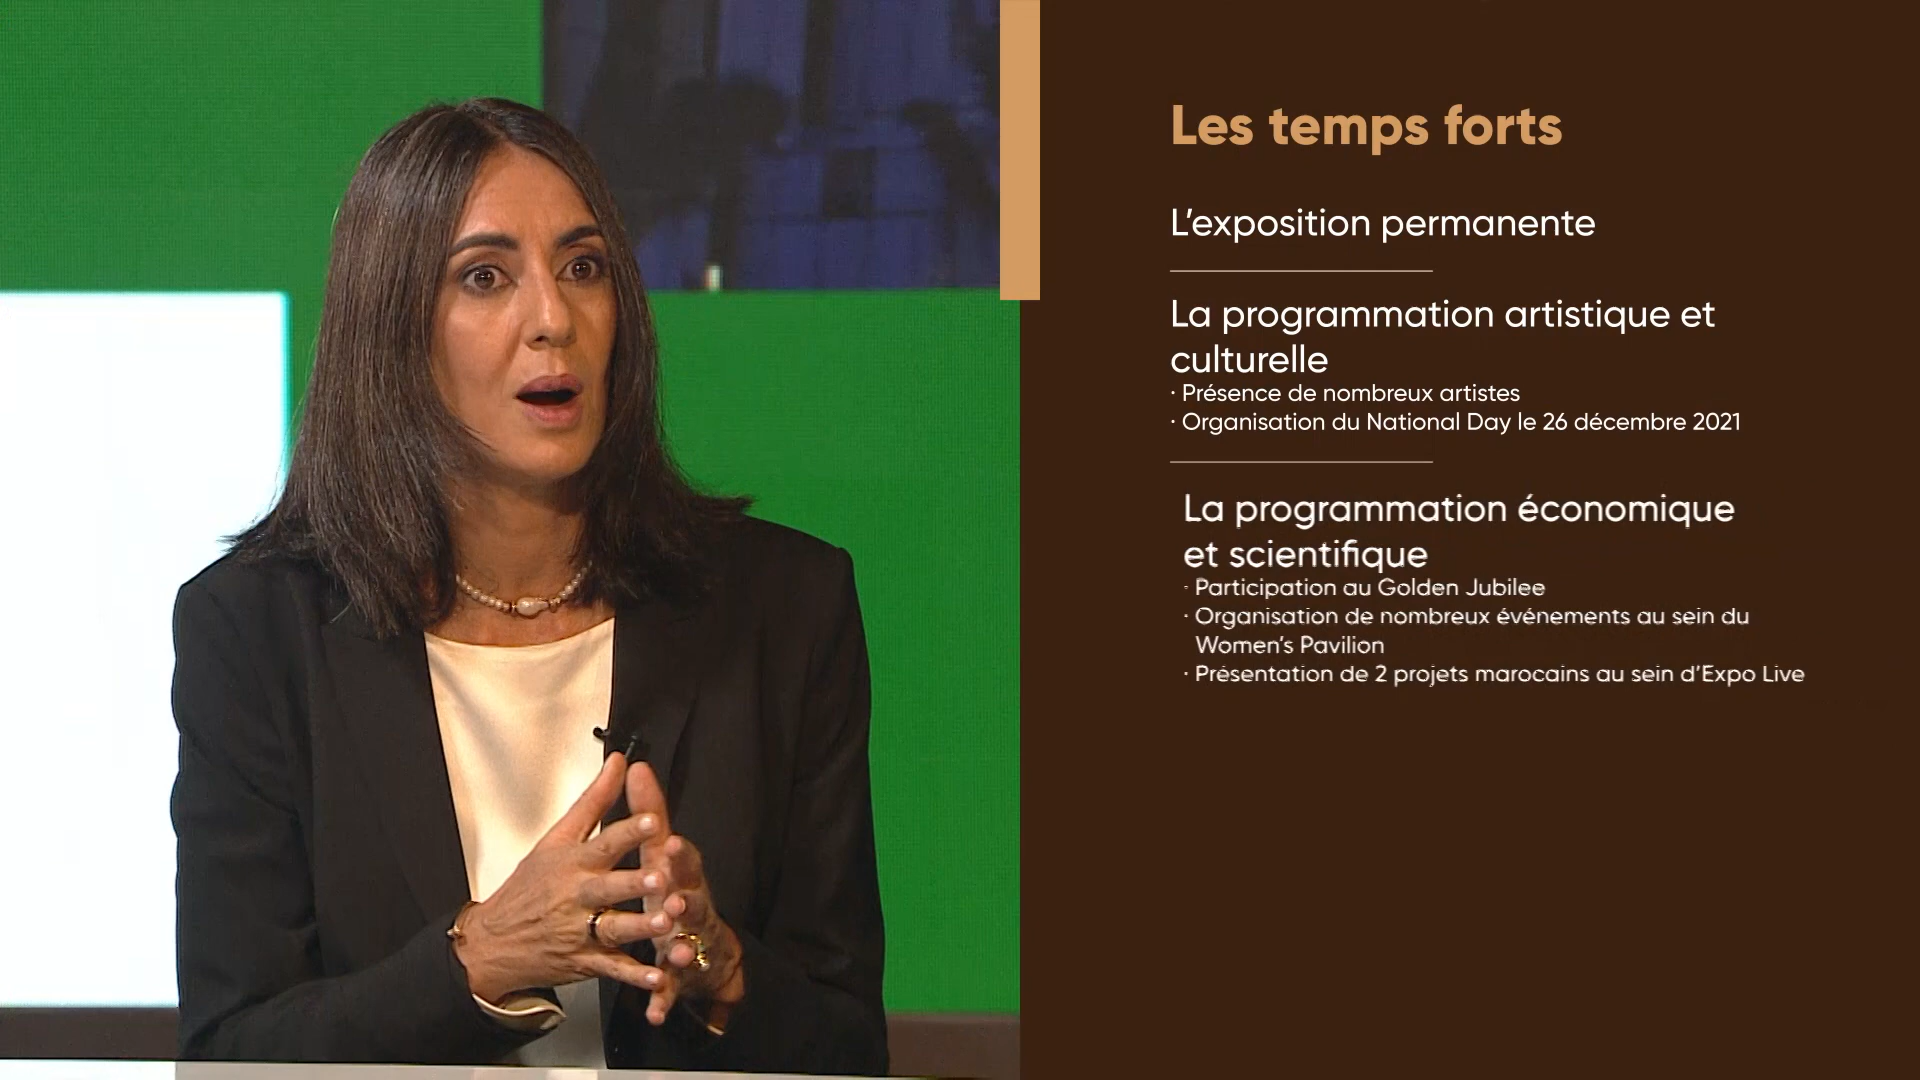 Les temps forts
L’exposition permanente
La programmation artistique et
culturelle
· Présence de nombreux artistes
· Organisation du National Day le 26 décembre 2021
La programmation économique
et scientifique
· Participation au Golden Jubilee
· Organisation de nombreux événements au sein du
Women’s Pavilion
· Présentation de 2 projets marocains au sein d’Expo Live